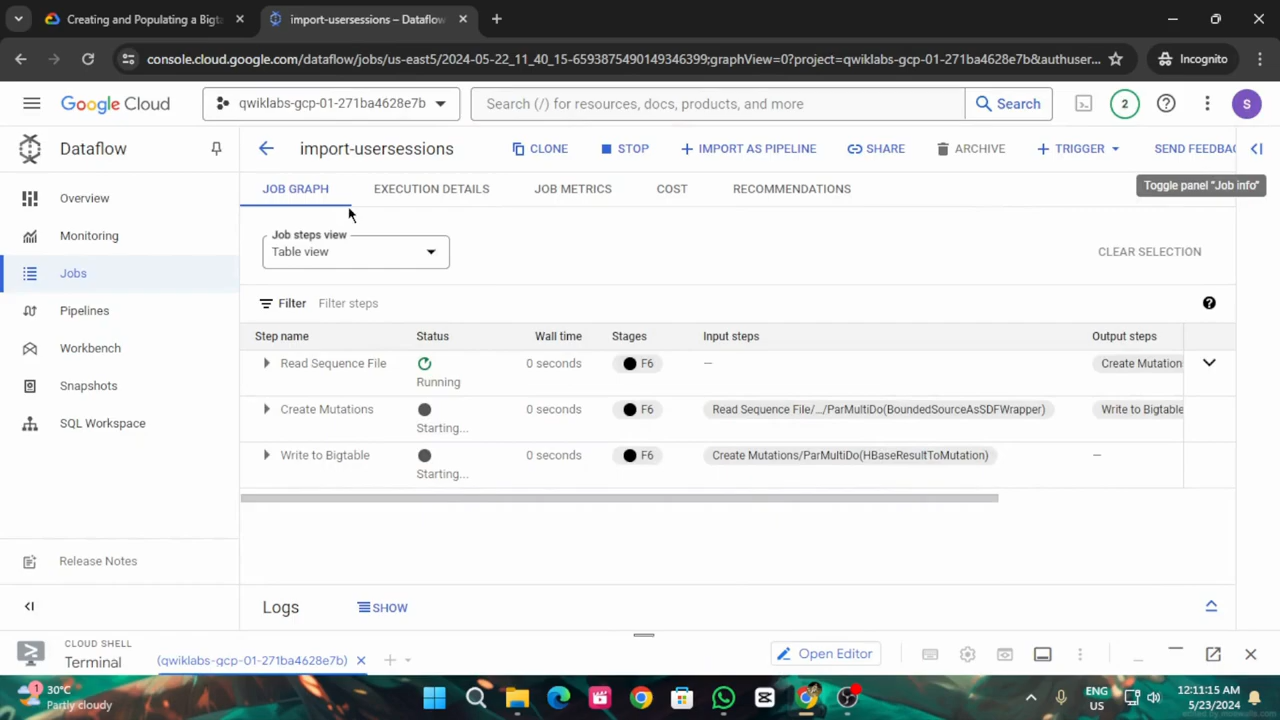 Creating and Populating a Bigta
import-usersessions – Dataflow
console.cloud.google.com/dataflow/jobs/us-east5/2024-05-22_11_40_15-6593875490149346399;graphView=0?project=qwiklabs-gcp-01-271ba4628e7b&authuser...
Incognito
Google Cloud
qwiklabs-gcp-01-271ba4628e7b
Search (/) for resources, docs, products, and more
Search
2
S
Dataflow
import-usersessions
CLONE
STOP
IMPORT AS PIPELINE
SHARE
ARCHIVE
TRIGGER
SEND FEEDBAC
Toggle panel "Job info"
Overview
Monitoring
Jobs
Pipelines
Workbench
Snapshots
SQL Workspace
Release Notes
JOB GRAPH
EXECUTION DETAILS
JOB METRICS
COST
RECOMMENDATIONS
Job steps view
Table view
CLEAR SELECTION
Filter Filter steps
Step name Status Wall time Stages Input steps Output steps
Read Sequence File Running 0 seconds F6 — Create Mutation
Create Mutations Starting... 0 seconds F6 Read Sequence File/.../ParMultiDo(BoundedSourceAsSDFWrapper) Write to Bigtable
Write to Bigtable Starting... 0 seconds F6 Create Mutations/ParMultiDo(HBaseResultToMutation) —
Logs
SHOW
CLOUD SHELL
Terminal
(qwiklabs-gcp-01-271ba4628e7b)
Open Editor
1
30°C
Partly cloudy
ENG
US
12:11:15 AM
5/23/2024